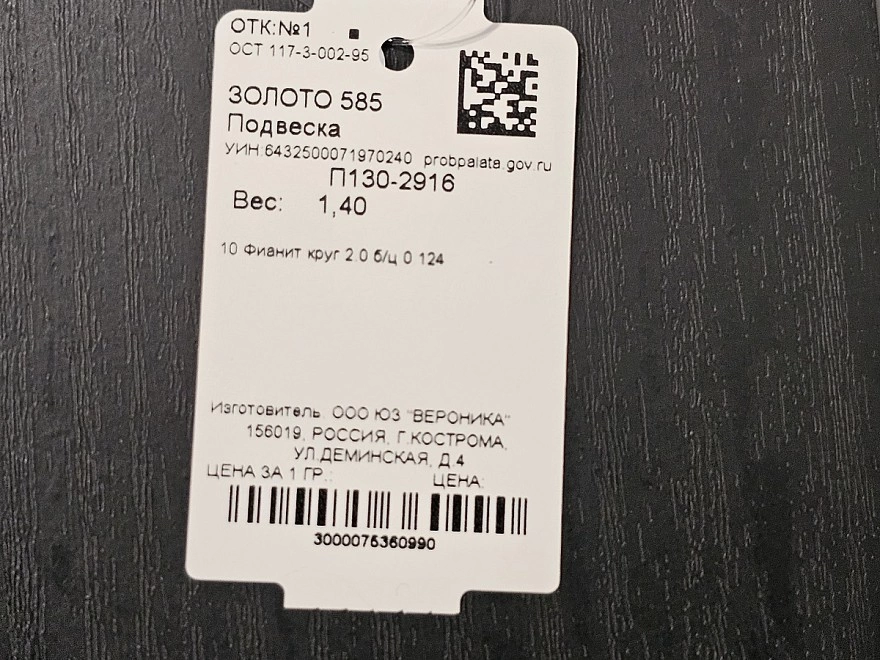 ОТК:№1
ОСТ 117-3-002-95
ЗОЛОТО 585
Подвеска
УИН:6432500071970240 probpalata.gov.ru
П130-2916
Вес: 1,40
10 Фианит круг 2.0 б/ц 0 124
Изготовитель: ООО ЮЗ "ВЕРОНИКА"
156019, РОССИЯ, Г.КОСТРОМА,
УЛ.ДЕМИНСКАЯ, Д.4
ЦЕНА ЗА 1 ГР.: ЦЕНА:
3000075360990